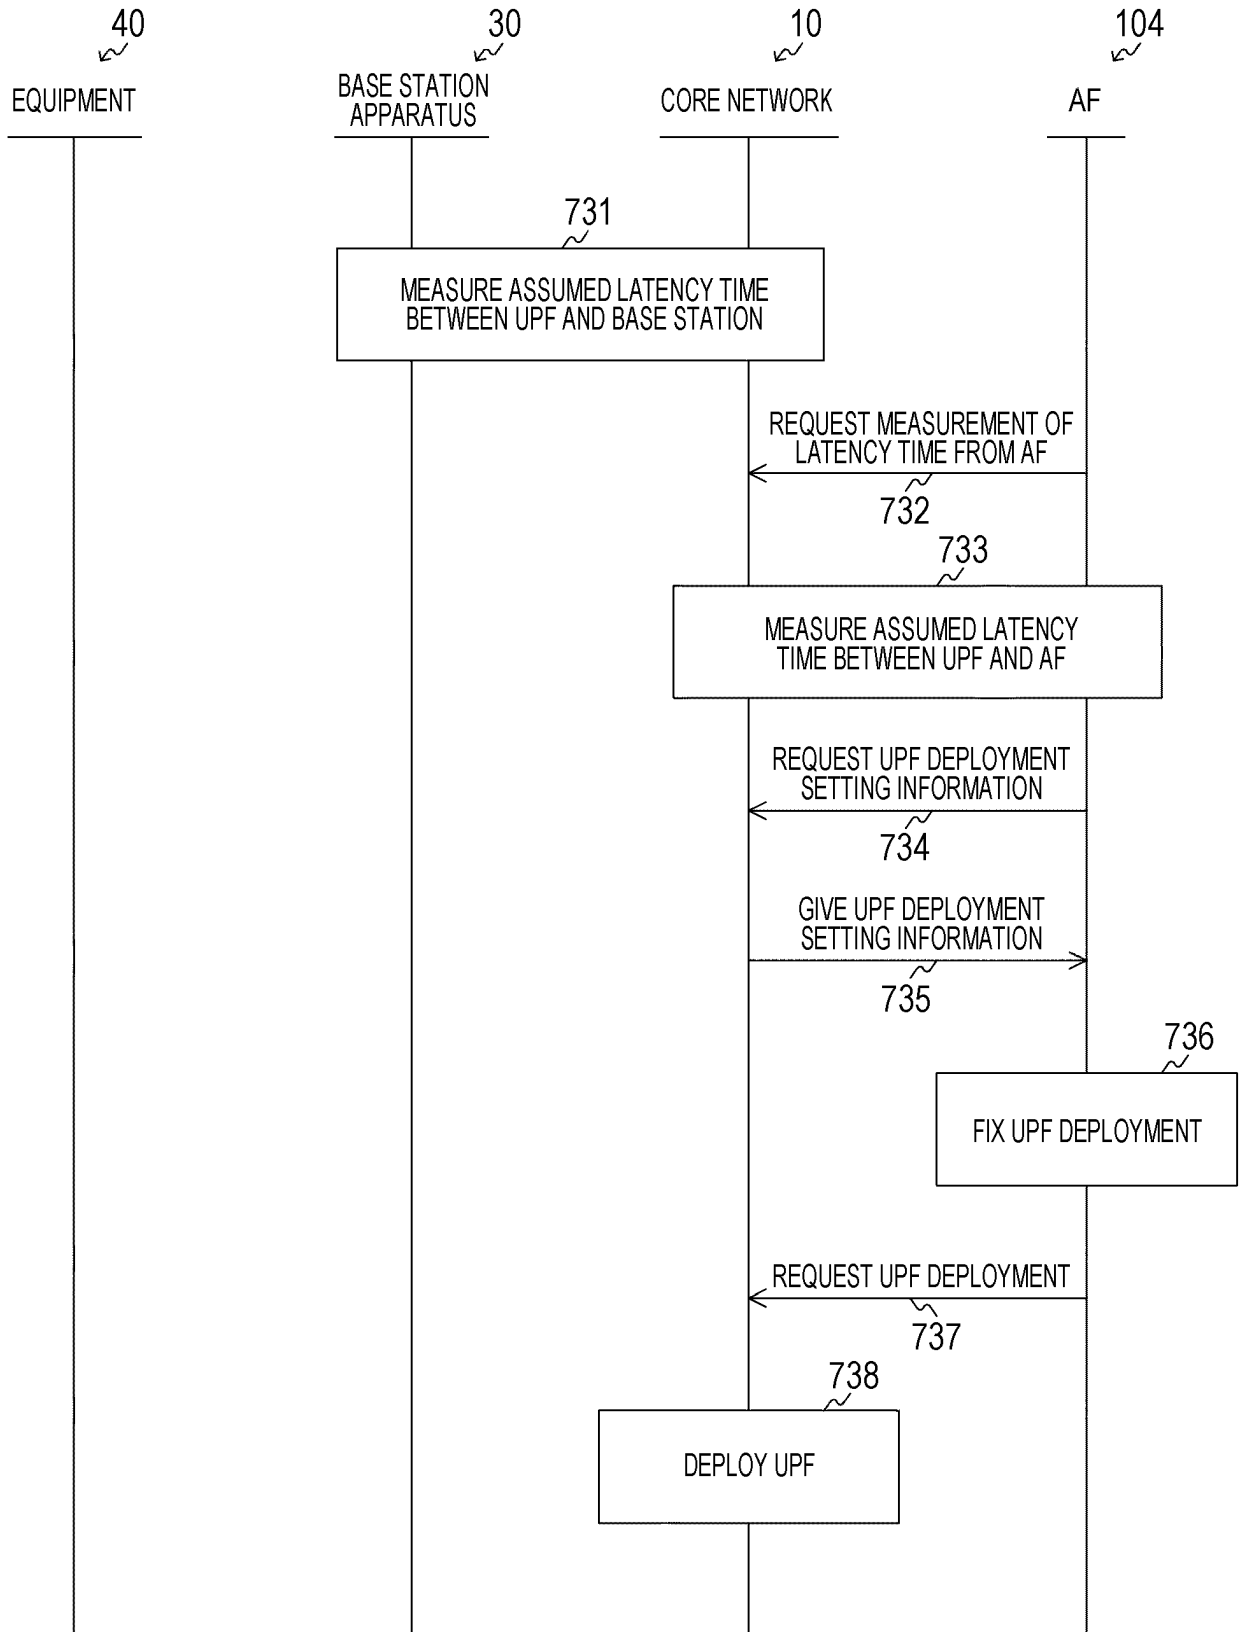 40
30
10
104
EQUIPMENT
BASE STATION
APPARATUS
CORE NETWORK
AF
731
MEASURE ASSUMED LATENCY TIME
BETWEEN UPF AND BASE STATION
REQUEST MEASUREMENT OF
LATENCY TIME FROM AF
732
733
MEASURE ASSUMED LATENCY
TIME BETWEEN UPF AND AF
REQUEST UPF DEPLOYMENT
SETTING INFORMATION
734
GIVE UPF DEPLOYMENT
SETTING INFORMATION
735
736
FIX UPF DEPLOYMENT
REQUEST UPF DEPLOYMENT
737
738
DEPLOY UPF